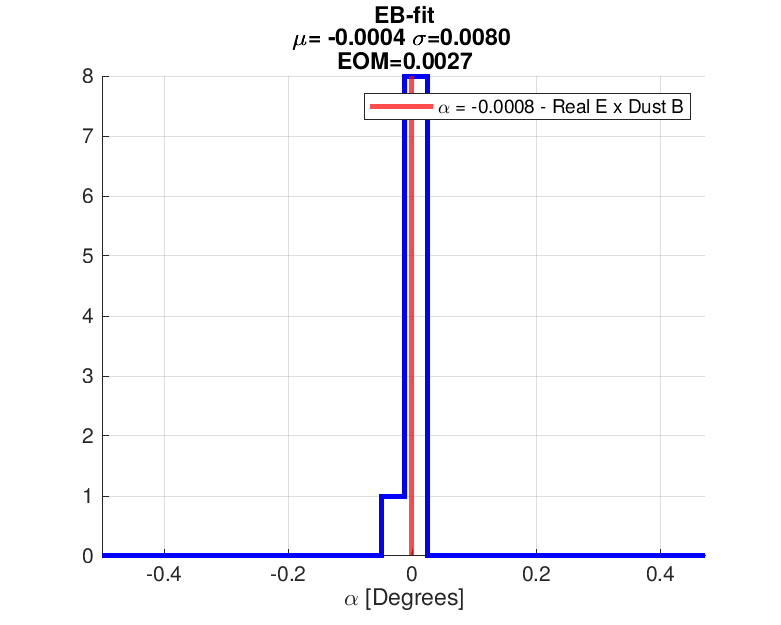 EB-fit
μ= -0.0004 σ=0.0080
EOM=0.0027
8
7
6
5
4
3
2
1
0
α = -0.0008 - Real E x Dust B
-0.4
-0.2
0
0.2
0.4
α [Degrees]